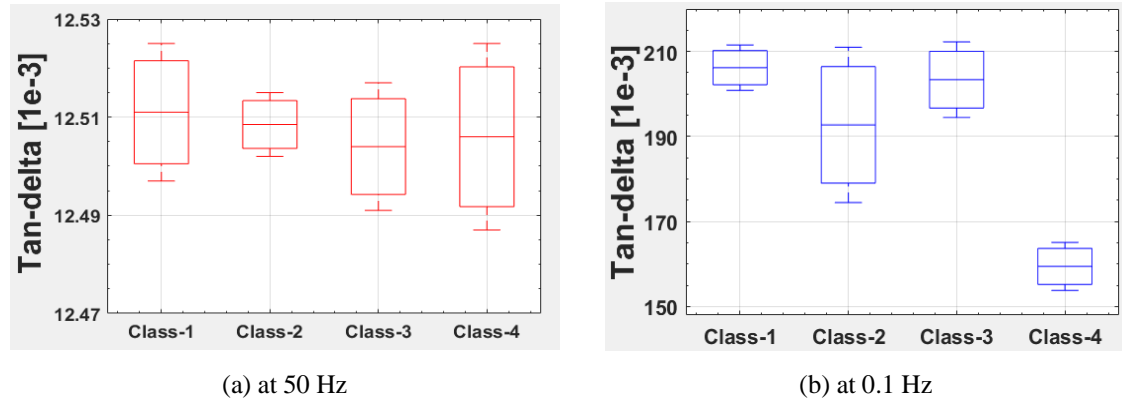 Tan-delta [1e-3]
12.53
12.51
12.49
12.47
Class-1 Class-2 Class-3 Class-4
(a) at 50 Hz
Tan-delta [1e-3]
210
190
170
150
Class-1 Class-2 Class-3 Class-4
(b) at 0.1 Hz